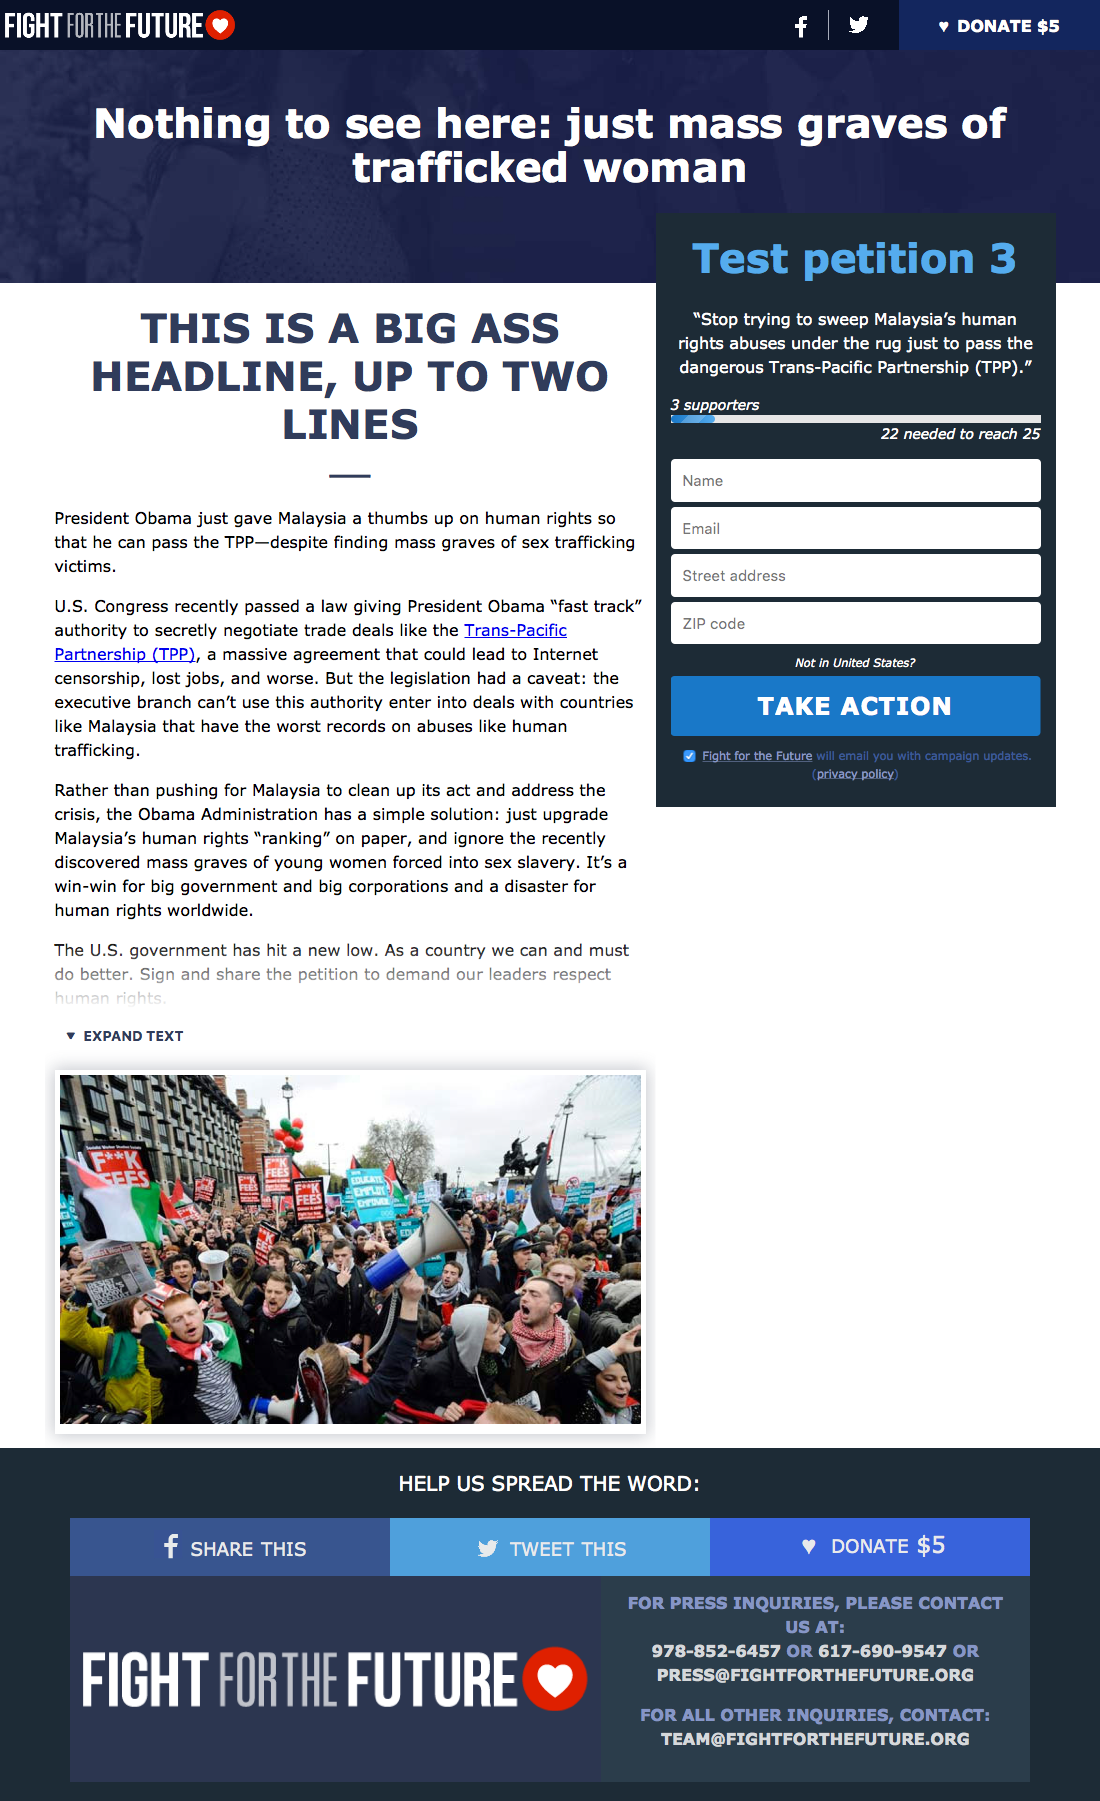 FIGHT FOR THE FUTURE
♥ DONATE $5
Nothing to see here: just mass graves of
trafficked woman
THIS IS A BIG ASS
HEADLINE, UP TO TWO
LINES
President Obama just gave Malaysia a thumbs up on human rights so
that he can pass the TPP—despite finding mass graves of sex trafficking
victims.
U.S. Congress recently passed a law giving President Obama “fast track”
authority to secretly negotiate trade deals like the Trans-Pacific
Partnership (TPP), a massive agreement that could lead to Internet
censorship, lost jobs, and worse. But the legislation had a caveat: the
executive branch can’t use this authority enter into deals with countries
like Malaysia that have the worst records on abuses like human
trafficking.
Rather than pushing for Malaysia to clean up its act and address the
crisis, the Obama Administration has a simple solution: just upgrade
Malaysia’s human rights “ranking” on paper, and ignore the recently
discovered mass graves of young women forced into sex slavery. It’s a
win-win for big government and big corporations and a disaster for
human rights worldwide.
The U.S. government has hit a new low. As a country we can and must
do better. Sign and share the petition to demand our leaders respect
human rights.
▼ EXPAND TEXT
F**K
FEES
F**K
FEES
F**K
FEES
EDUCATE
EMPLOY
EMPOWER
Test petition 3
“Stop trying to sweep Malaysia’s human
rights abuses under the rug just to pass the
dangerous Trans-Pacific Partnership (TPP).”
3 supporters
22 needed to reach 25
Name
Email
Street address
ZIP code
Not in United States?
TAKE ACTION
Fight for the Future will email you with campaign updates.
(privacy policy)
HELP US SPREAD THE WORD:
SHARE THIS
TWEET THIS
♥ DONATE $5
FIGHT FOR THE FUTURE
FOR PRESS INQUIRIES, PLEASE CONTACT
US AT:
978-852-6457 OR 617-690-9547 OR
PRESS@FIGHTFORTHEFUTURE.ORG
FOR ALL OTHER INQUIRIES, CONTACT:
TEAM@FIGHTFORTHEFUTURE.ORG